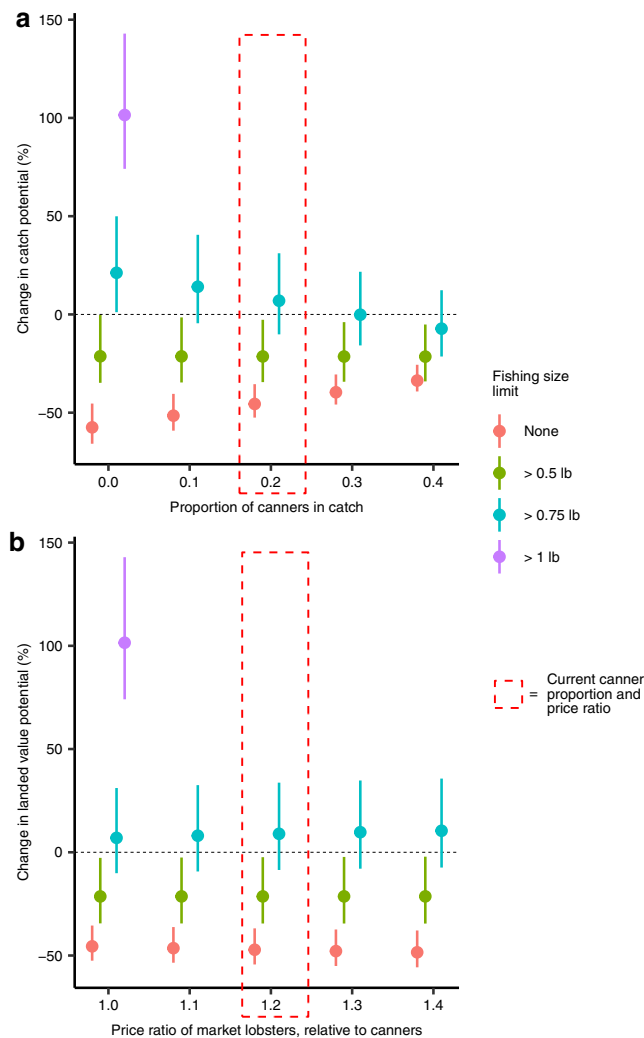 a
150
100
50
0
−50
Change in catch potential (%)
0.0 0.1 0.2 0.3 0.4
Proportion of canners in catch
Fishing size
limit
None
> 0.5 lb
> 0.75 lb
> 1 lb
= Current canner
proportion and
price ratio
b
150
100
50
0
−50
Change in landed value potential (%)
1.0 1.1 1.2 1.3 1.4
Price ratio of market lobsters, relative to canners